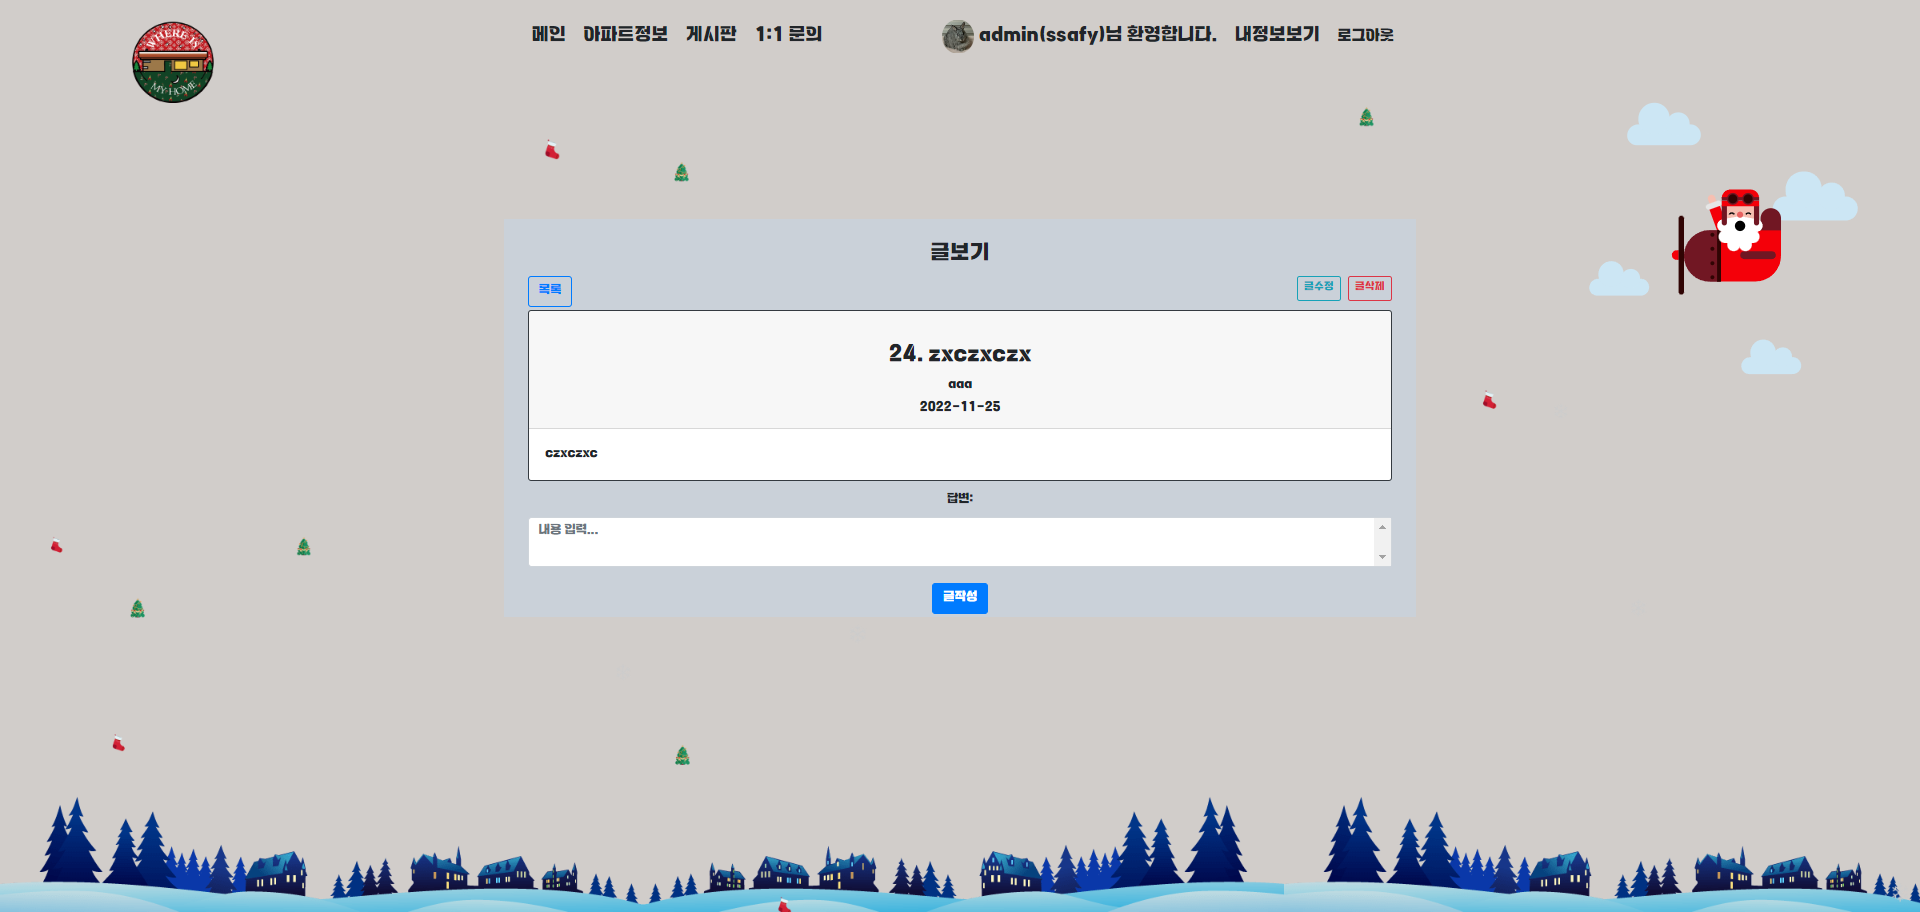 WHERE IS
MY HOME
메인 아파트정보 게시판 1:1 문의
admin(ssafy)님 환영합니다. 내정보보기 로그아웃
글보기
목록 글수정 글삭제
24. zxczxczx
aaa
2022-11-25
czxczxc
답변:
내용 입력...
글작성